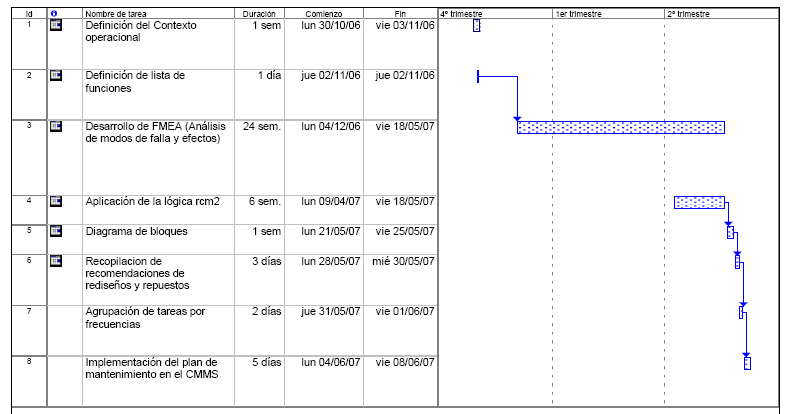 Id Nombre de tarea Duración Comienzo Fin 4º trimestre 1er trimestre 2º trimestre
1 Definición del Contexto 1 sem lun 30/10/06 vie 03/11/06
operacional
2 Definición de lista de 1 día jue 02/11/06 jue 02/11/06
funciones
3 Desarrollo de FMEA (Análisis 24 sem. lun 04/12/06 vie 18/05/07
de modos de falla y efectos)
4 Aplicación de la lógica rcm2 6 sem. lun 09/04/07 vie 18/05/07
5 Diagrama de bloques 1 sem lun 21/05/07 vie 25/05/07
6 Recopilacion de 3 días lun 28/05/07 mié 30/05/07
recomendaciones de
rediseños y repuestos
7 Agrupación de tareas por 2 días jue 31/05/07 vie 01/06/07
frecuencias
8 Implementación del plan de 5 días lun 04/06/07 vie 08/06/07
mantenimiento en el CMMS